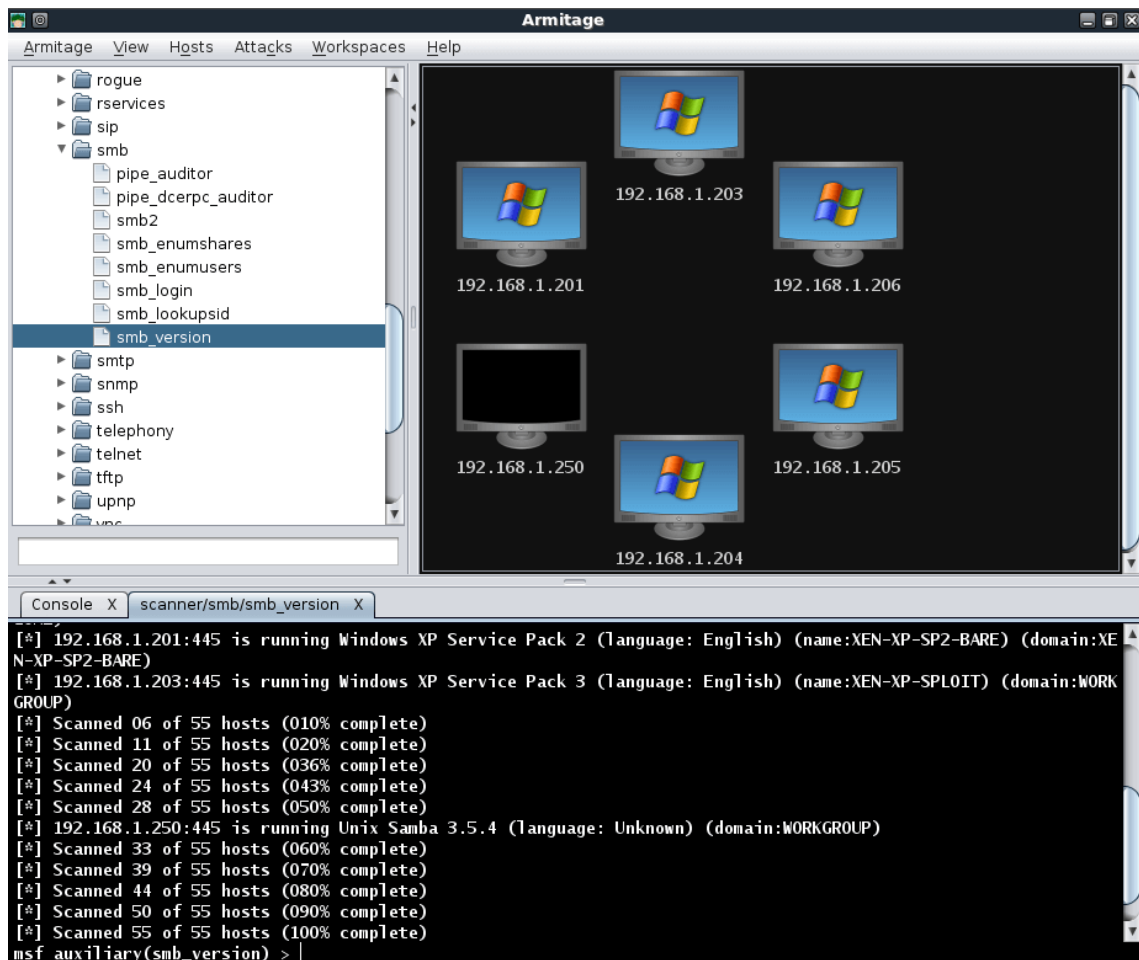 Armitage
Armitage View Hosts Attacks Workspaces Help
rogue
rservices
sip
smb
pipe_auditor
pipe_dcerpc_auditor
smb2
smb_enumshares
smb_enumusers
smb_login
smb_lookupsid
smb_version
smtp
snmp
ssh
telephony
telnet
tftp
upnp
vnc
192.168.1.203
192.168.1.201
192.168.1.206
192.168.1.250
192.168.1.205
192.168.1.204
Console X scanner/smb/smb_version X
[*] 192.168.1.201:445 is running Windows XP Service Pack 2 (language: English) (name:XEN-XP-SP2-BARE) (domain:XE
N-XP-SP2-BARE)
[*] 192.168.1.203:445 is running Windows XP Service Pack 3 (language: English) (name:XEN-XP-SPLOIT) (domain:WORK
GROUP)
[*] Scanned 06 of 55 hosts (010% complete)
[*] Scanned 11 of 55 hosts (020% complete)
[*] Scanned 20 of 55 hosts (036% complete)
[*] Scanned 24 of 55 hosts (043% complete)
[*] Scanned 28 of 55 hosts (050% complete)
[*] 192.168.1.250:445 is running Unix Samba 3.5.4 (language: Unknown) (domain:WORKGROUP)
[*] Scanned 33 of 55 hosts (060% complete)
[*] Scanned 39 of 55 hosts (070% complete)
[*] Scanned 44 of 55 hosts (080% complete)
[*] Scanned 50 of 55 hosts (090% complete)
[*] Scanned 55 of 55 hosts (100% complete)
msf auxiliary(smb_version) >